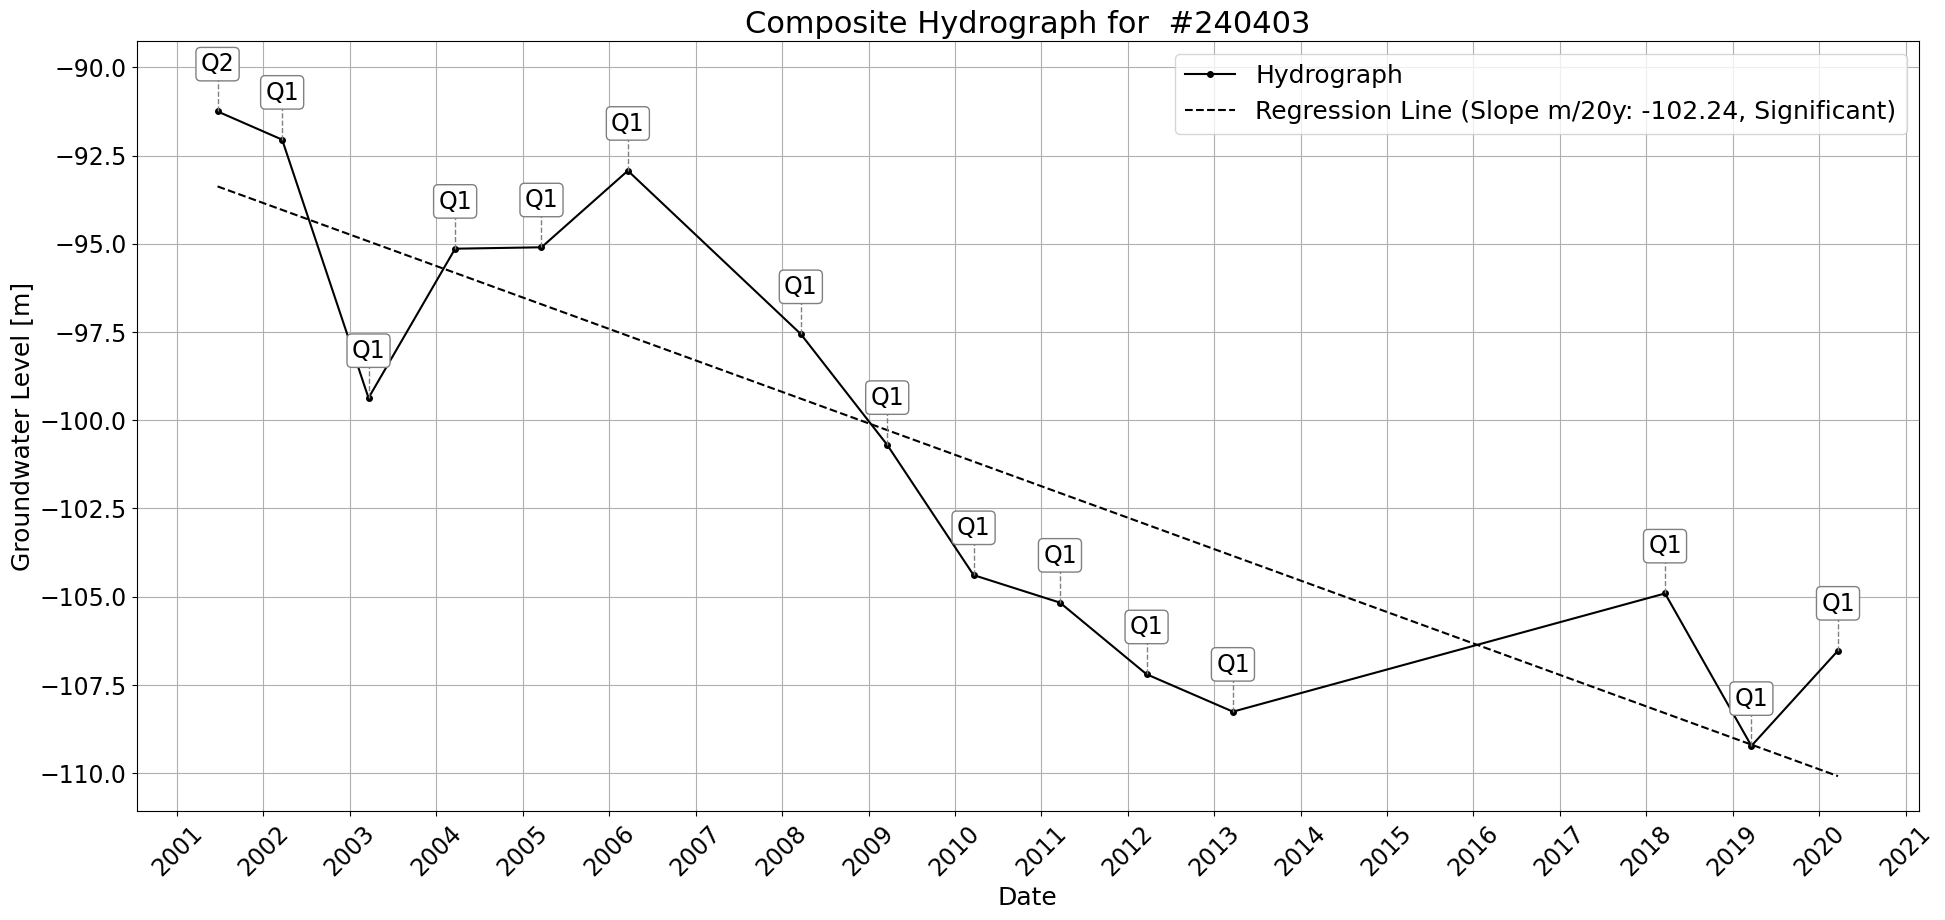 Composite Hydrograph for  #240403
Hydrograph
Regression Line (Slope m/20y: -102.24, Significant)
Groundwater Level [m]
−90.0
−92.5
−95.0
−97.5
−100.0
−102.5
−105.0
−107.5
−110.0
Q2
Q1
Q1
Q1
Q1
Q1
Q1
Q1
Q1
Q1
Q1
Q1
Q1
Q1
Q1
2001
2002
2003
2004
2005
2006
2007
2008
2009
2010
2011
2012
2013
2014
2015
2016
2017
2018
2019
2020
2021
Date